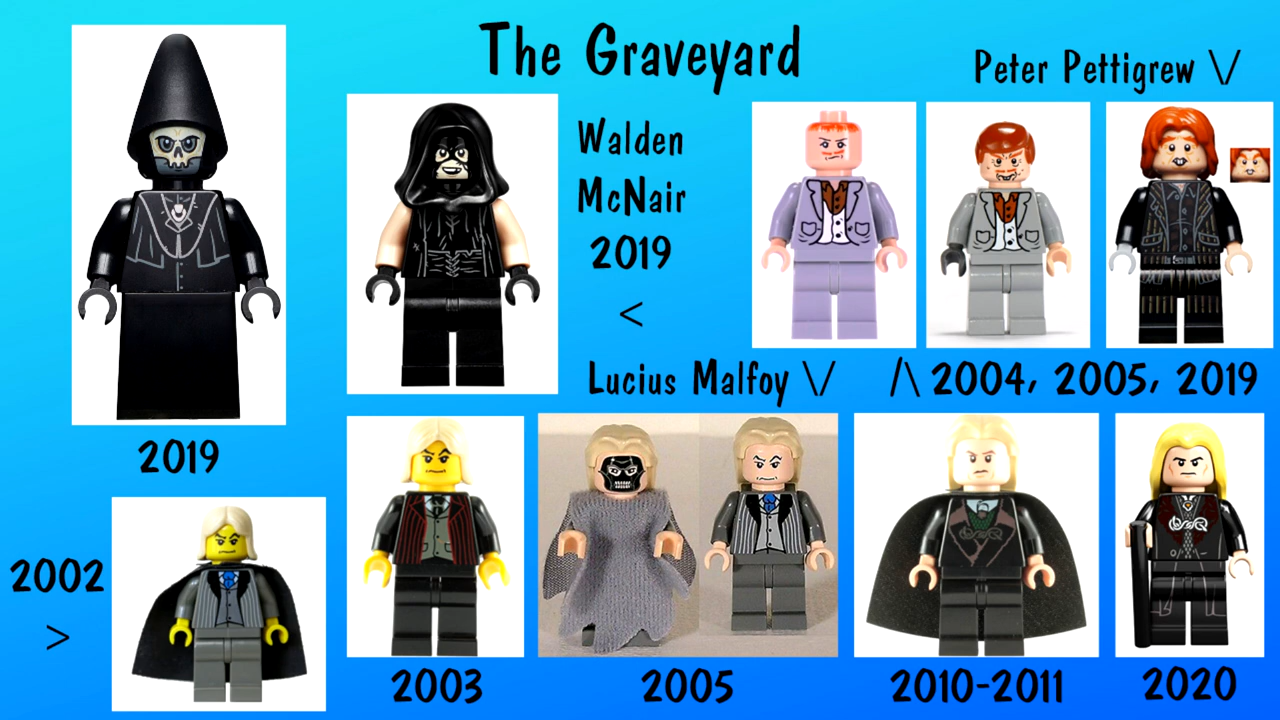 The Graveyard
Peter Pettigrew \/
Walden
McNair
2019
<
Lucius Malfoy \/
/\ 2004, 2005, 2019
2019
2002
>
2003
2005
2010-2011
2020